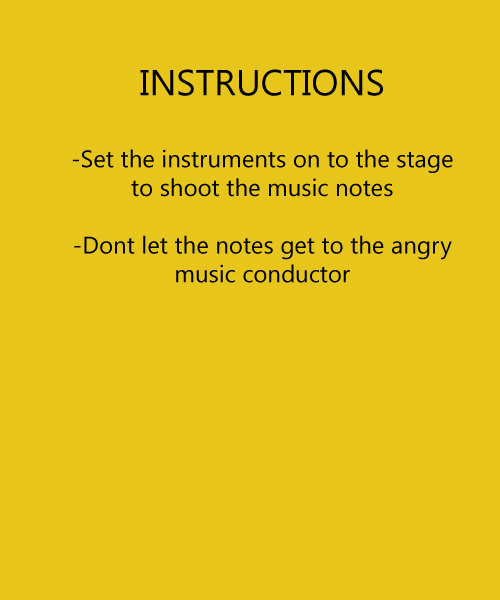 INSTRUCTIONS
-Set the instruments on to the stage
to shoot the music notes
-Dont let the notes get to the angry
music conductor